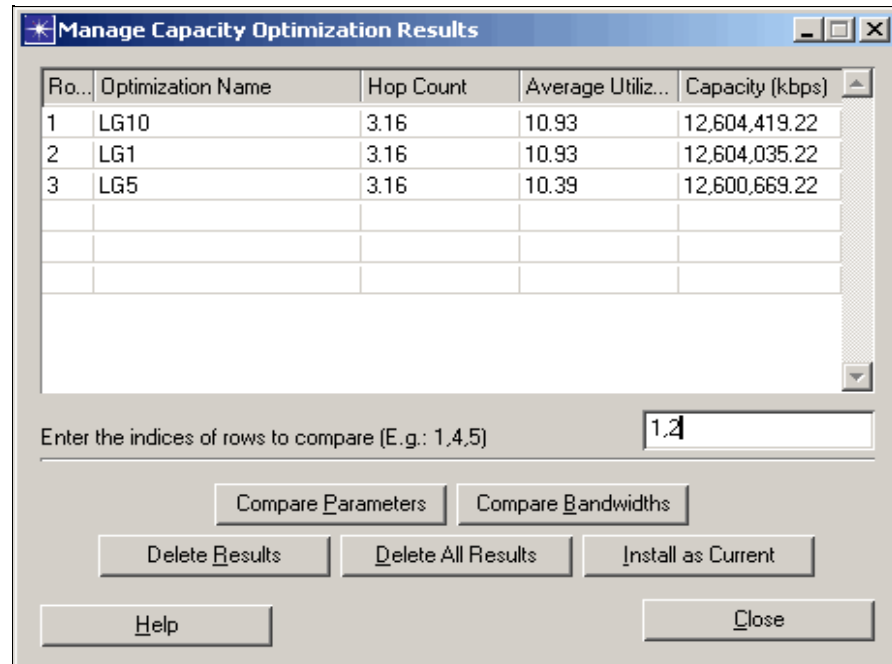 Manage Capacity Optimization Results
Ro... Optimization Name Hop Count Average Utiliz... Capacity (kbps)
1 LG10 3.16 10.93 12,604,419.22
2 LG1 3.16 10.93 12,604,035.22
3 LG5 3.16 10.39 12,600,669.22
Enter the indices of rows to compare (E.g.: 1,4,5) 1,2
Compare Parameters Compare Bandwidths
Delete Results Delete All Results Install as Current
Help Close